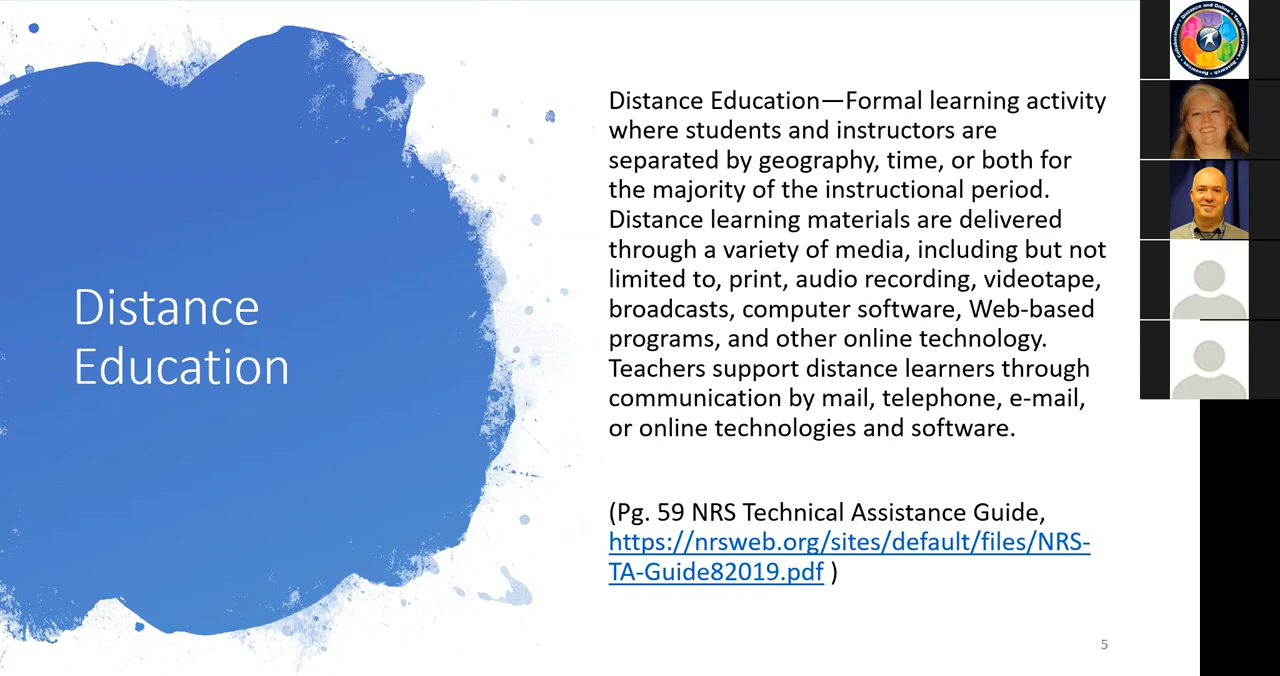 Distance
Education
Distance Education—Formal learning activity
where students and instructors are
separated by geography, time, or both for
the majority of the instructional period.
Distance learning materials are delivered
through a variety of media, including but not
limited to, print, audio recording, videotape,
broadcasts, computer software, Web-based
programs, and other online technology.
Teachers support distance learners through
communication by mail, telephone, e-mail,
or online technologies and software.
(Pg. 59 NRS Technical Assistance Guide,
https://nrsweb.org/sites/default/files/NRS-
TA-Guide82019.pdf )
5